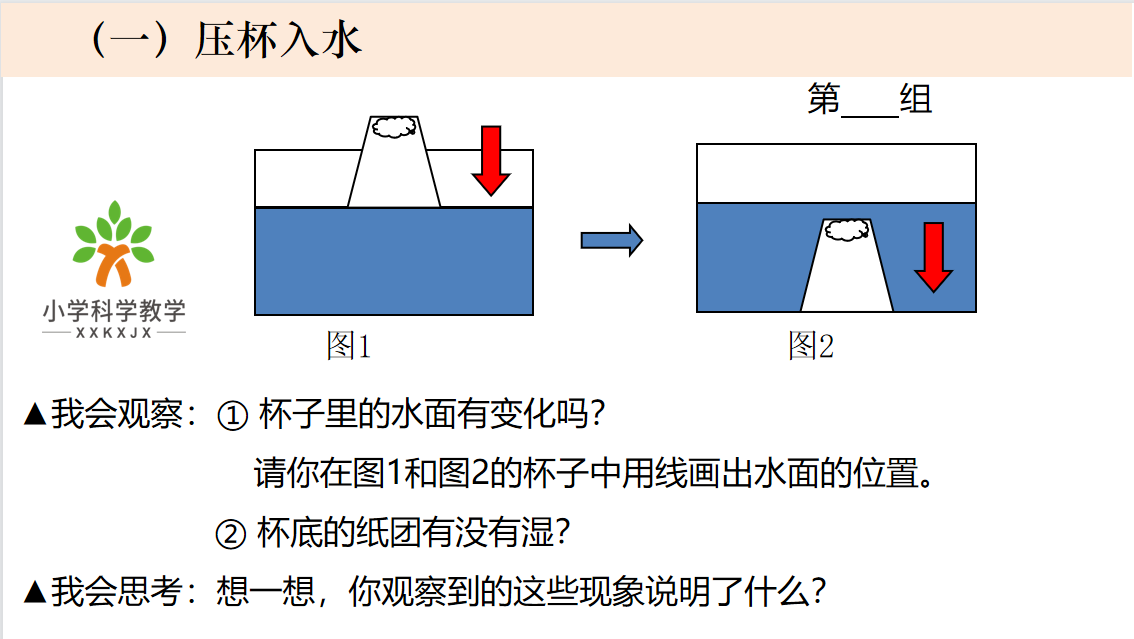 （一）压杯入水
第___组
小学科学教学
XXKXJX
图1
图2
▲我会观察：① 杯子里的水面有变化吗？
请你在图1和图2的杯子中用线画出水面的位置。
② 杯底的纸团有没有湿？
▲我会思考：想一想，你观察到的这些现象说明了什么？